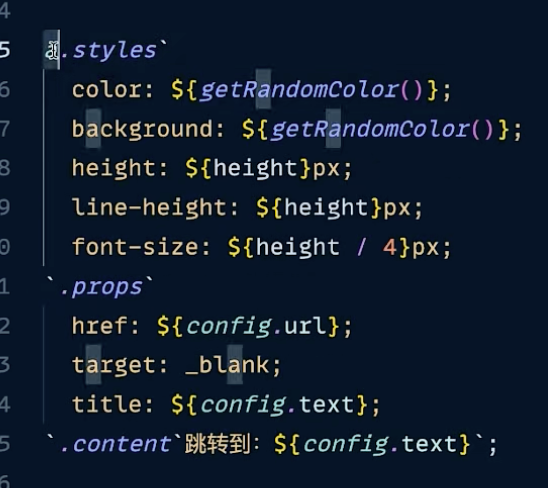 4
5 a.styles`
6 color: ${getRandomColor()};
7 background: ${getRandomColor()};
8 height: ${height}px;
9 line-height: ${height}px;
0 font-size: ${height / 4}px;
1 `.props`
2 href: ${config.url};
3 target: _blank;
4 title: ${config.text};
5 `.content`跳转到: ${config.text}`;
6